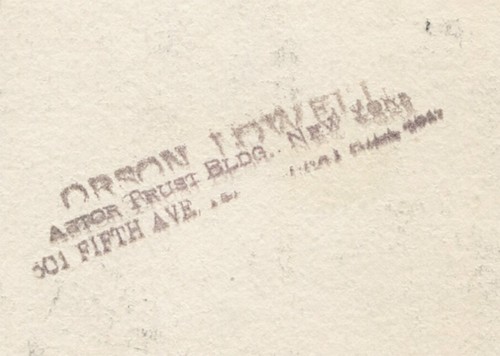 ORSON LOWELL
ASTOR TRUST BLDG. NEW YORK
501 FIFTH AVE.